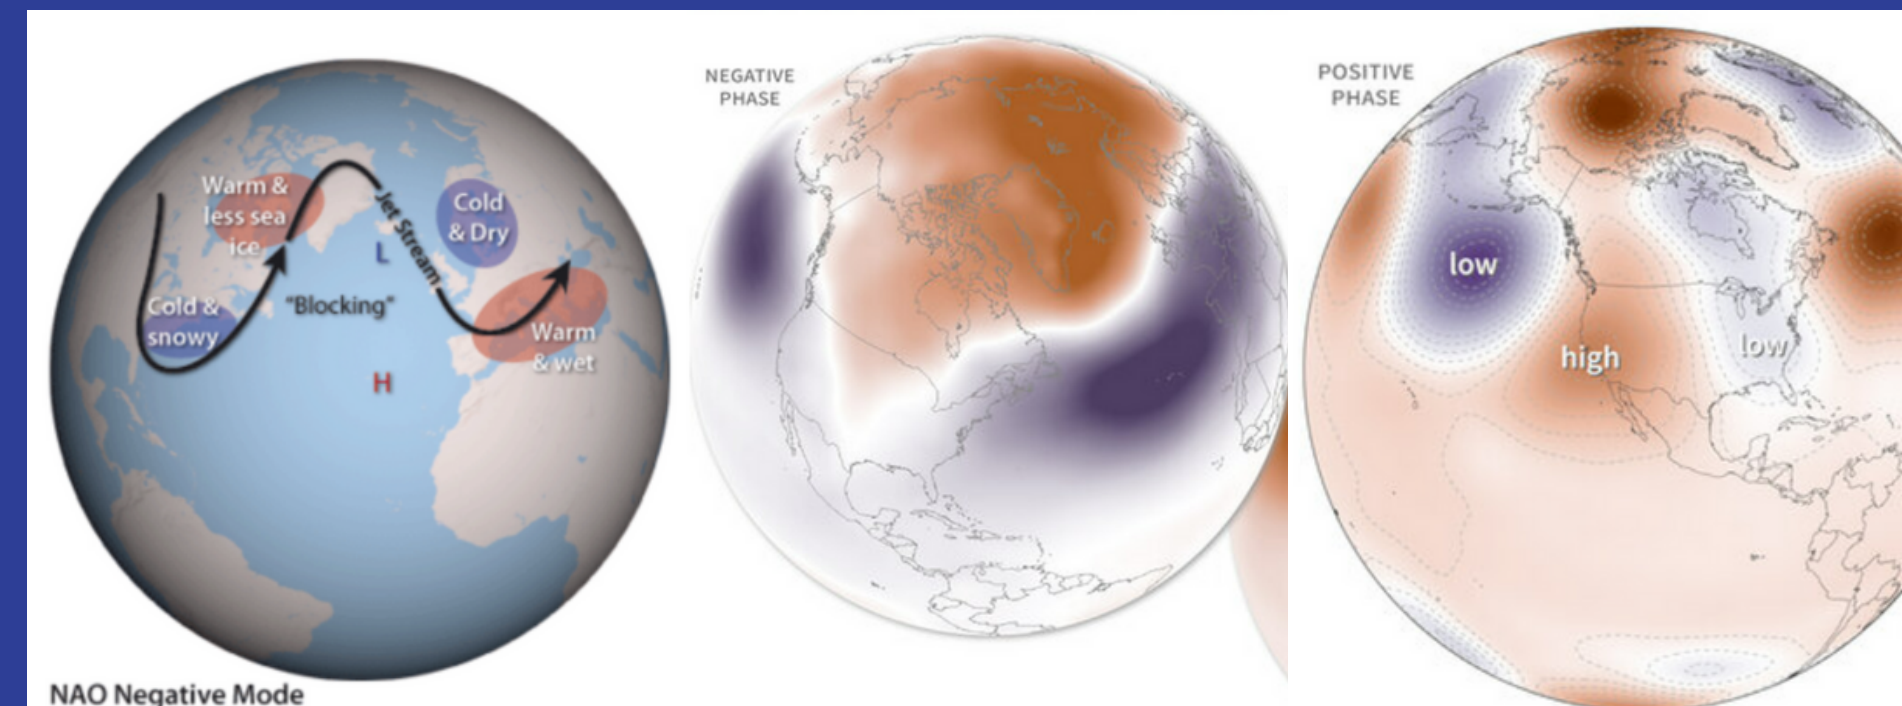 Warm &
less sea
ice
Cold &
snowy
Jet Stream
L
"Blocking"
H
Cold
& Dry
Warm
& wet
NAO Negative Mode
NEGATIVE
PHASE
POSITIVE
PHASE
low
high
low